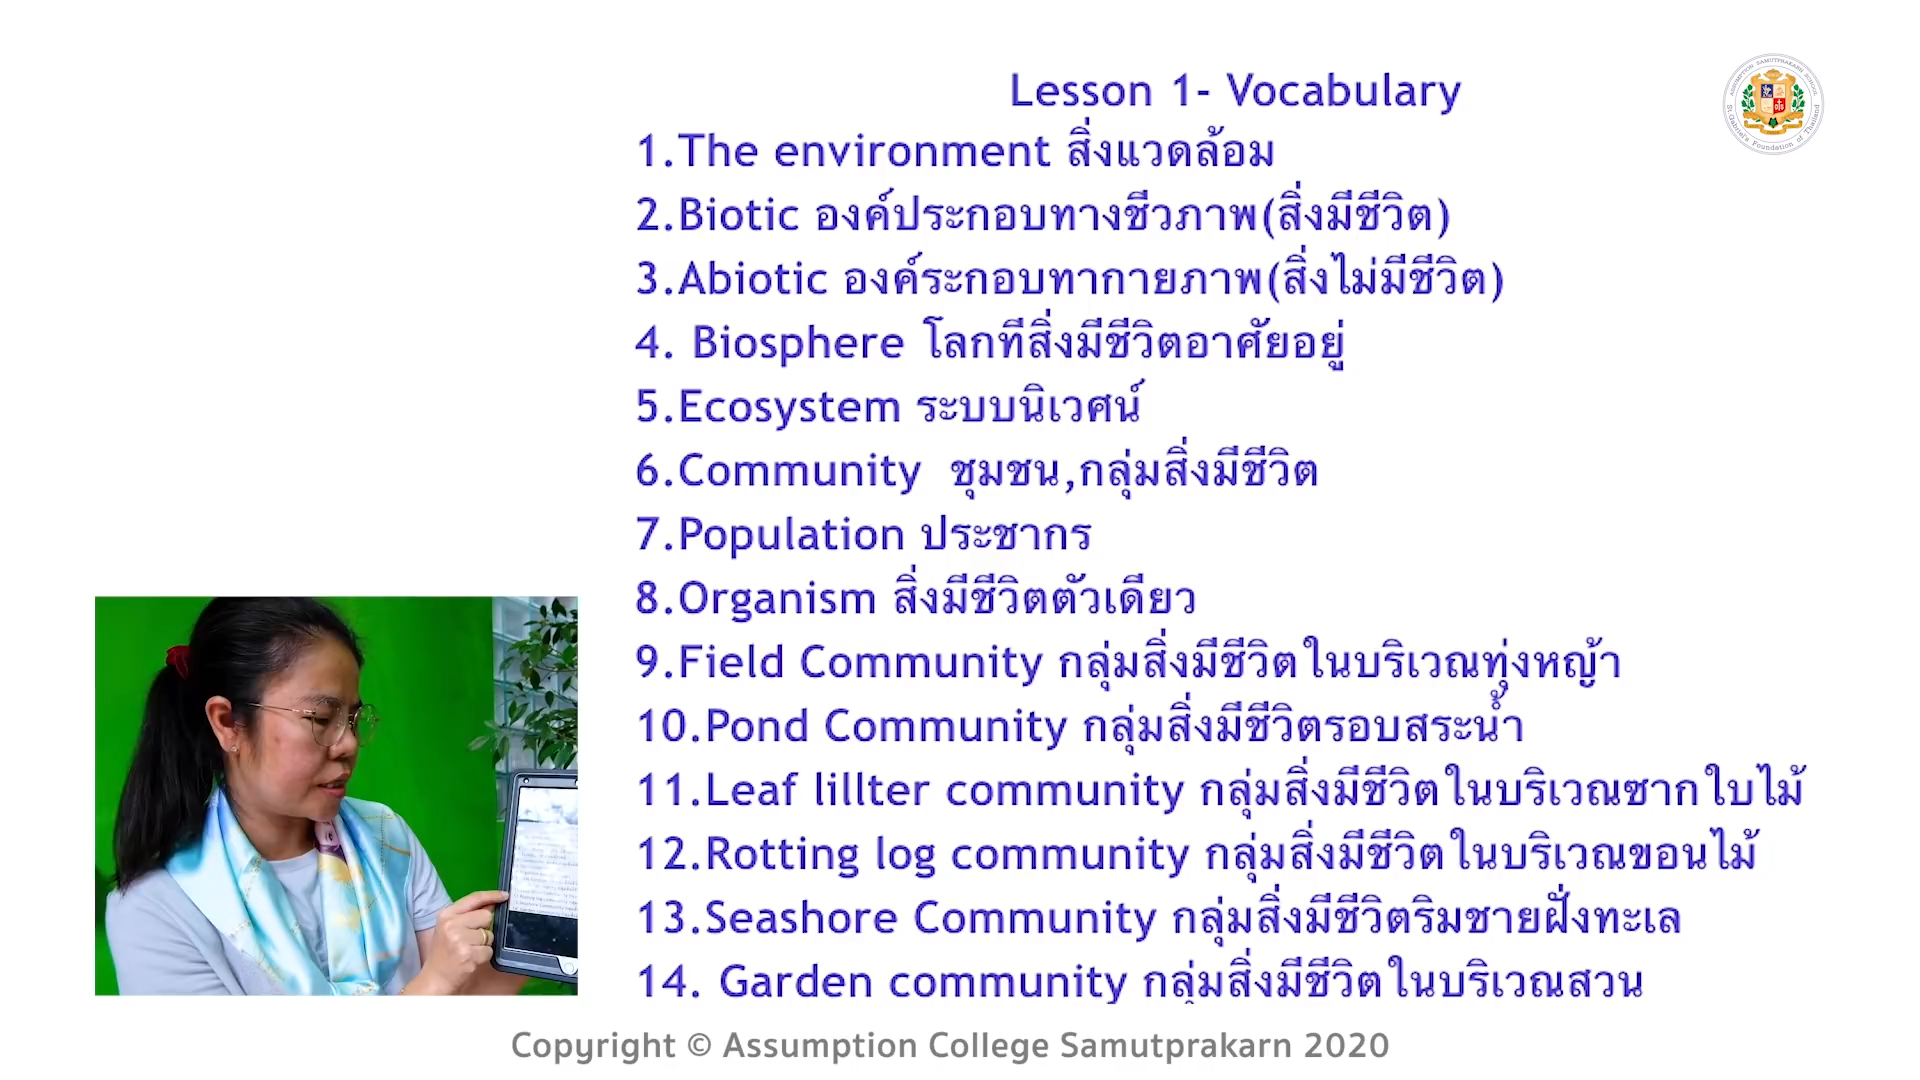 Lesson 1- Vocabulary
1.The environment สิ่งแวดล้อม
2.Biotic องค์ประกอบทางชีวภาพ(สิ่งมีชีวิต)
3.Abiotic องค์ระกอบทากายภาพ(สิ่งไม่มีชีวิต)
4. Biosphere โลกทีสิ่งมีชีวิตอาศัยอยู่
5.Ecosystem ระบบนิเวศน์
6.Community ชุมชน,กลุ่มสิ่งมีชีวิต
7.Population ประชากร
8.Organism สิ่งมีชีวิตตัวเดียว
9.Field Community กลุ่มสิ่งมีชีวิตในบริเวณทุ่งหญ้า
10.Pond Community กลุ่มสิ่งมีชีวิตรอบสระน้ำ
11.Leaf lillter community กลุ่มสิ่งมีชีวิตในบริเวณซากใบไม้
12.Rotting log community กลุ่มสิ่งมีชีวิตในบริเวณขอนไม้
13.Seashore Community กลุ่มสิ่งมีชีวิตริมชายฝั่งทะเล
14. Garden community กลุ่มสิ่งมีชีวิตในบริเวณสวน
Copyright © Assumption College Samutprakarn 2020
ASSUMPTION SAMUTPRAKARN SCHOOL
St.Gabriel's Foundation of Thailand